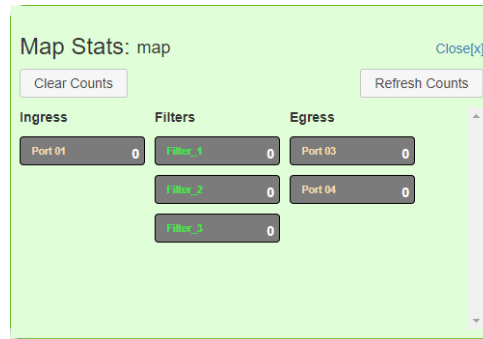 Map Stats: map
Close[x]
Clear Counts
Refresh Counts
Ingress Filters Egress
Port 01 0 Filter_1 0 Port 03 0
Filter_2 0 Port 04 0
Filter_3 0